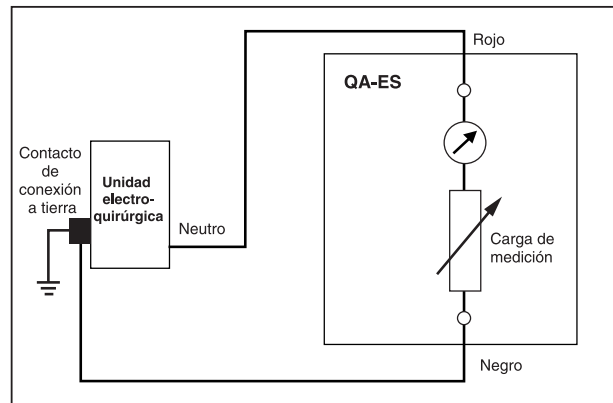 Rojo
QA-ES
Contacto
de
conexión
a tierra
Unidad
electro-
quirúrgica
Neutro
Carga de
medición
Negro